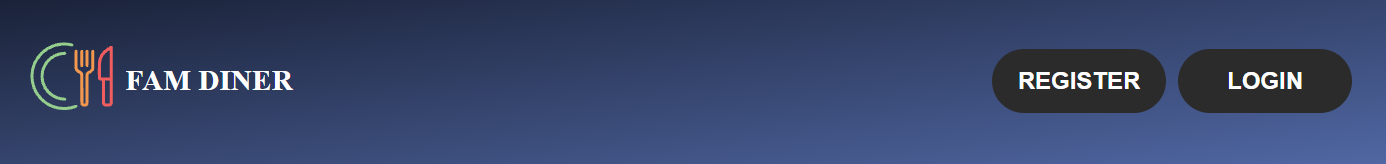 FAM DINER
REGISTER
LOGIN